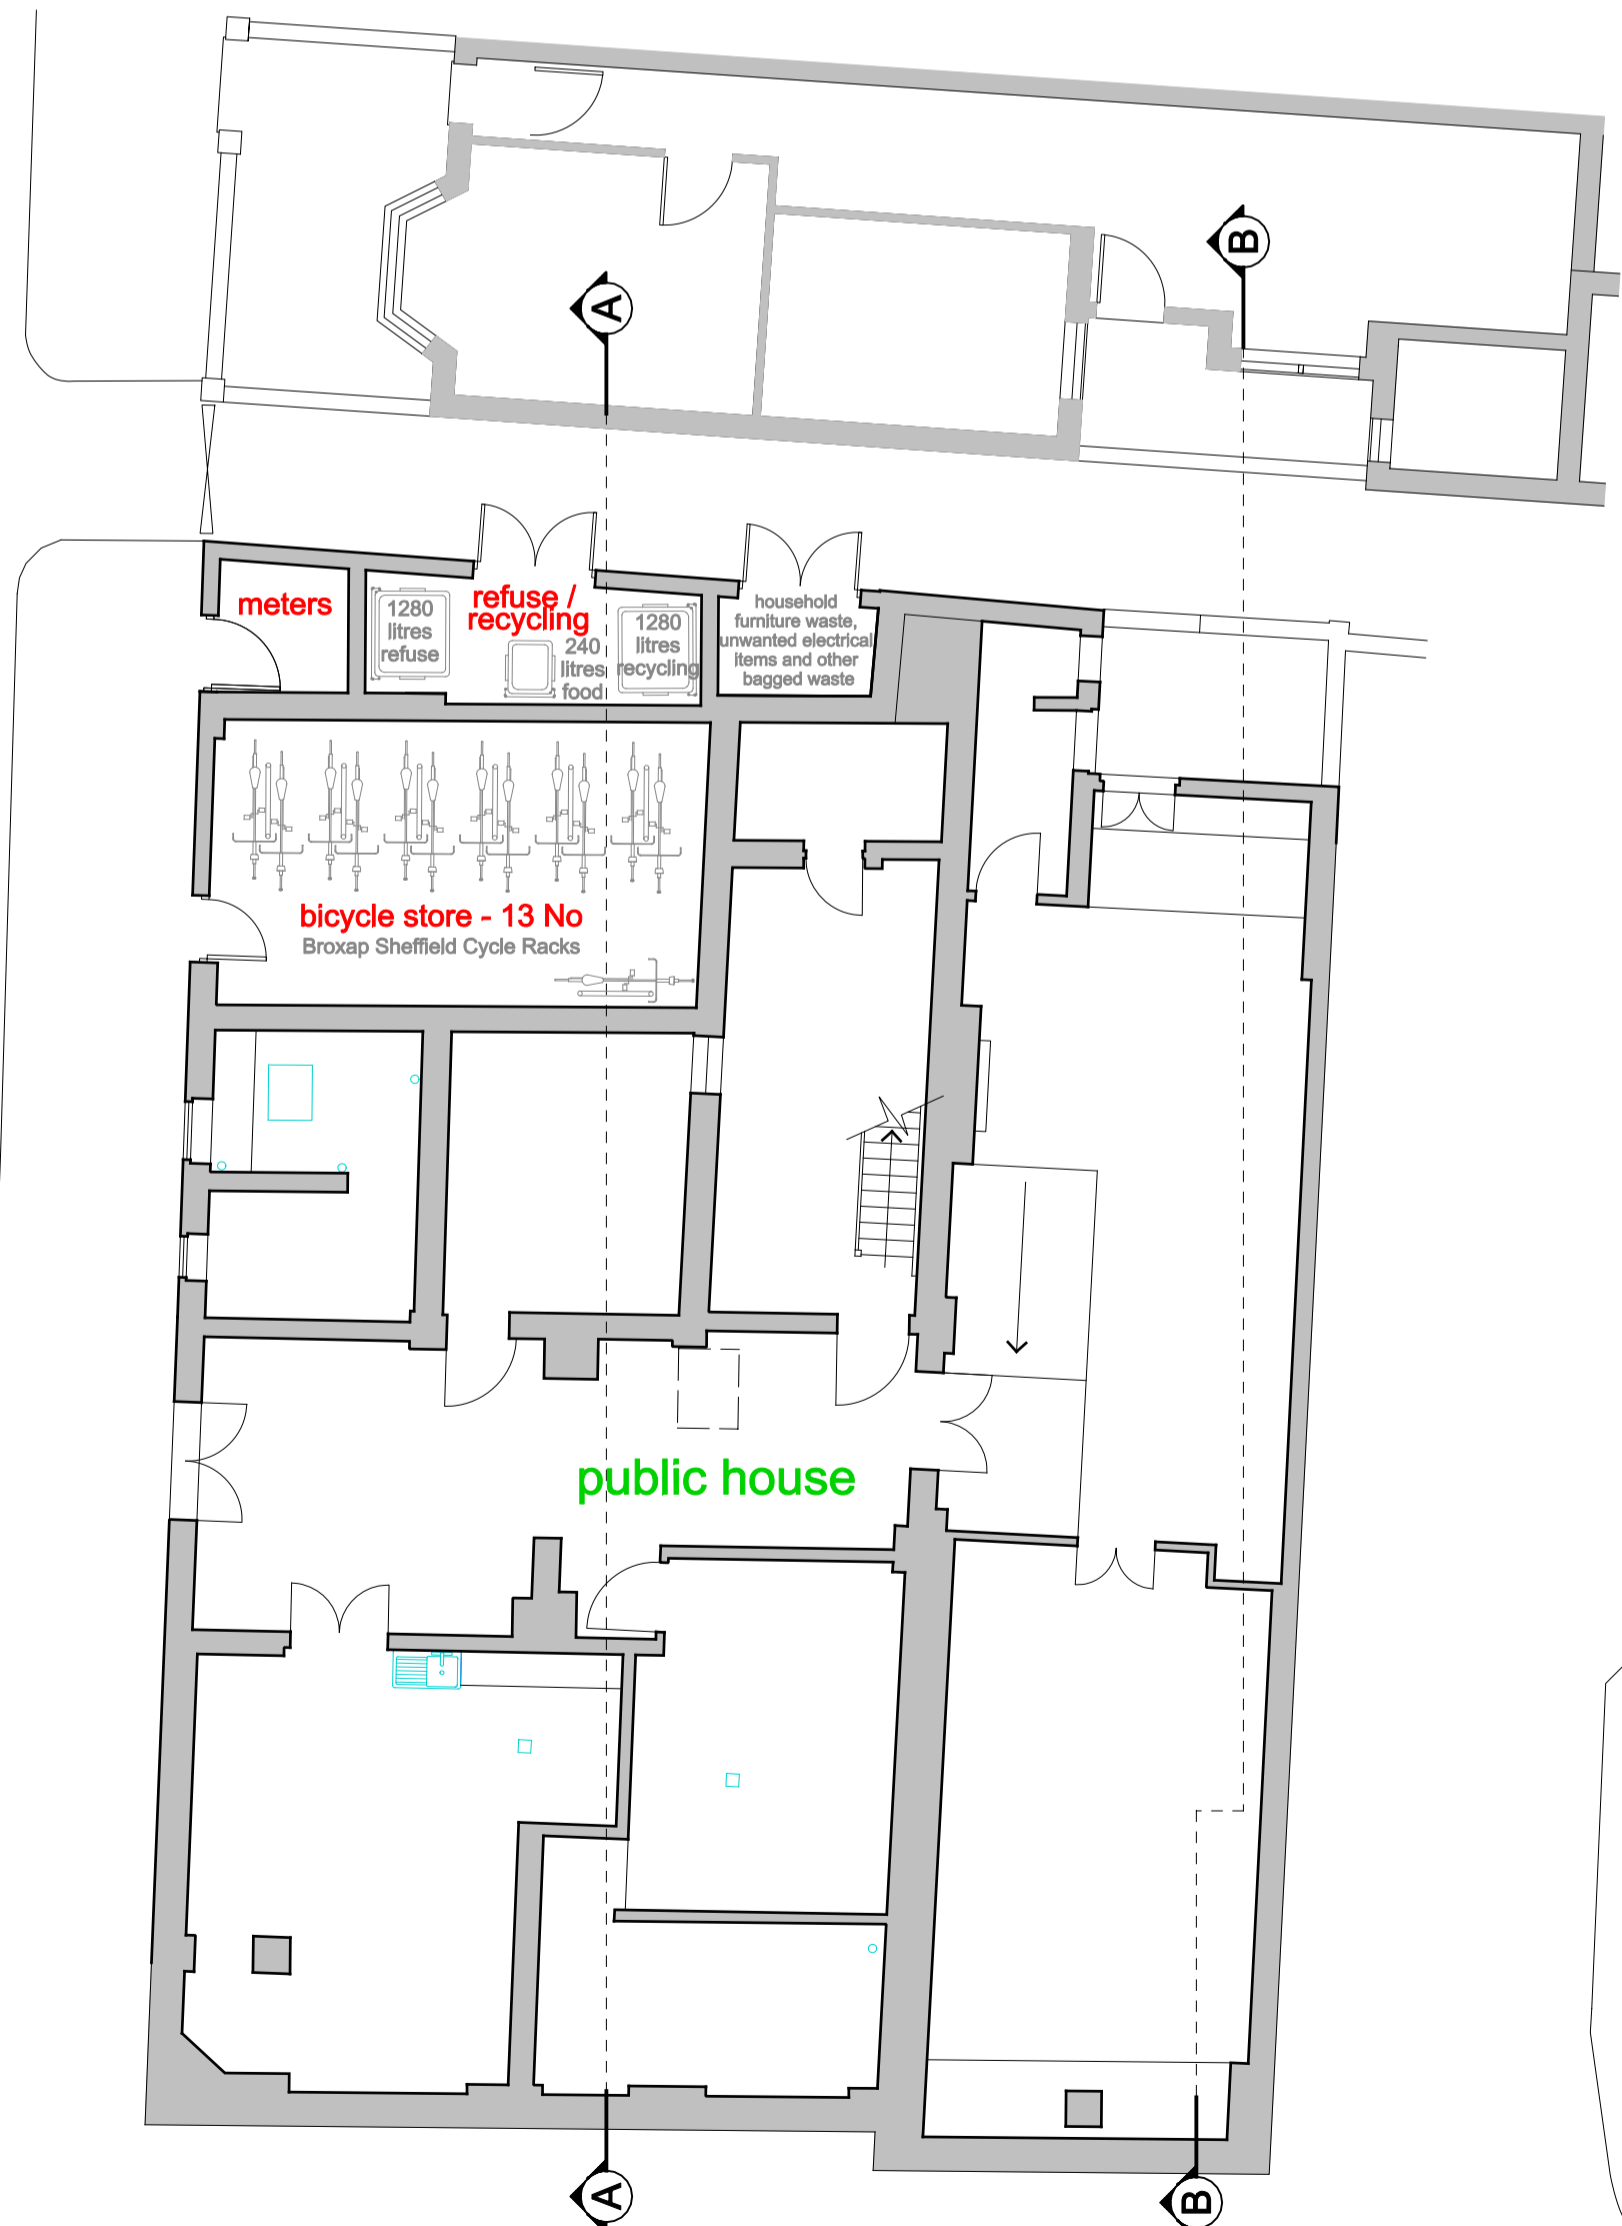 B
A
meters
1280
litres
refuse
refuse /
recycling
240
litres
food
1280
litres
recycling
household
furniture waste,
unwanted electrical
items and other
bagged waste
bicycle store - 13 No
Broxap Sheffield Cycle Racks
public house
A
B